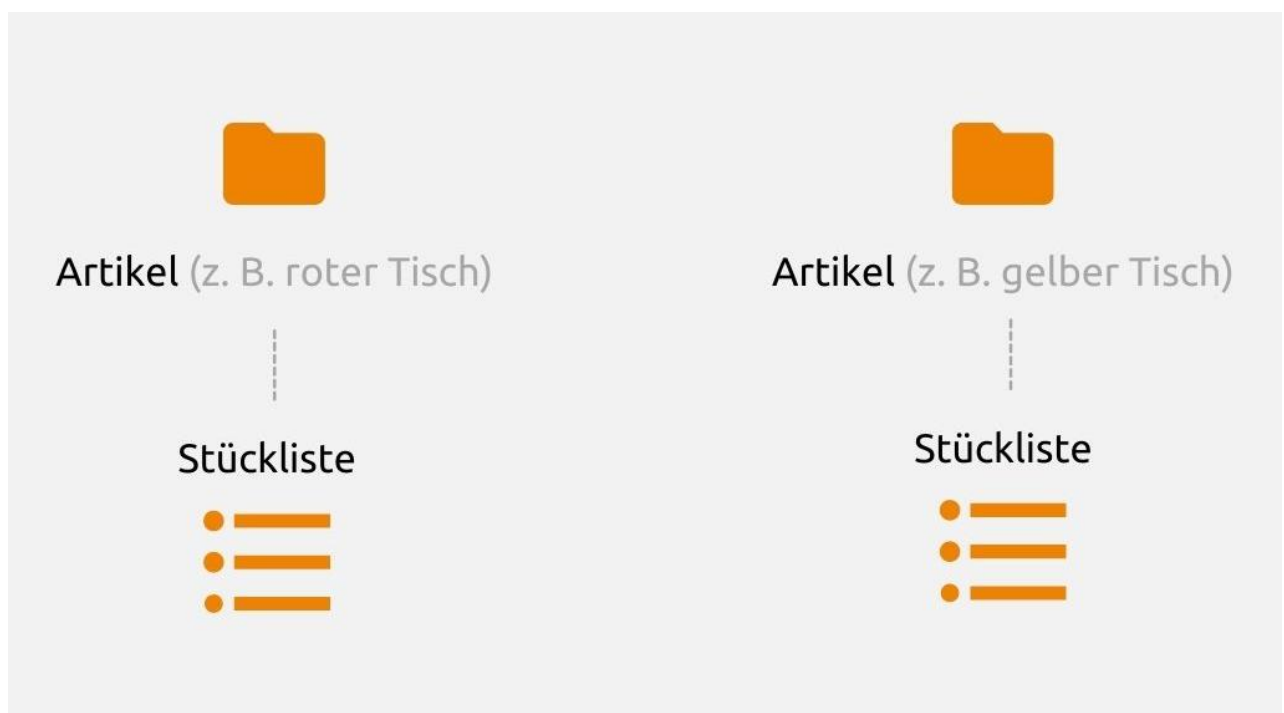 Artikel (z. B. roter Tisch)
Artikel (z. B. gelber Tisch)
Stückliste
Stückliste